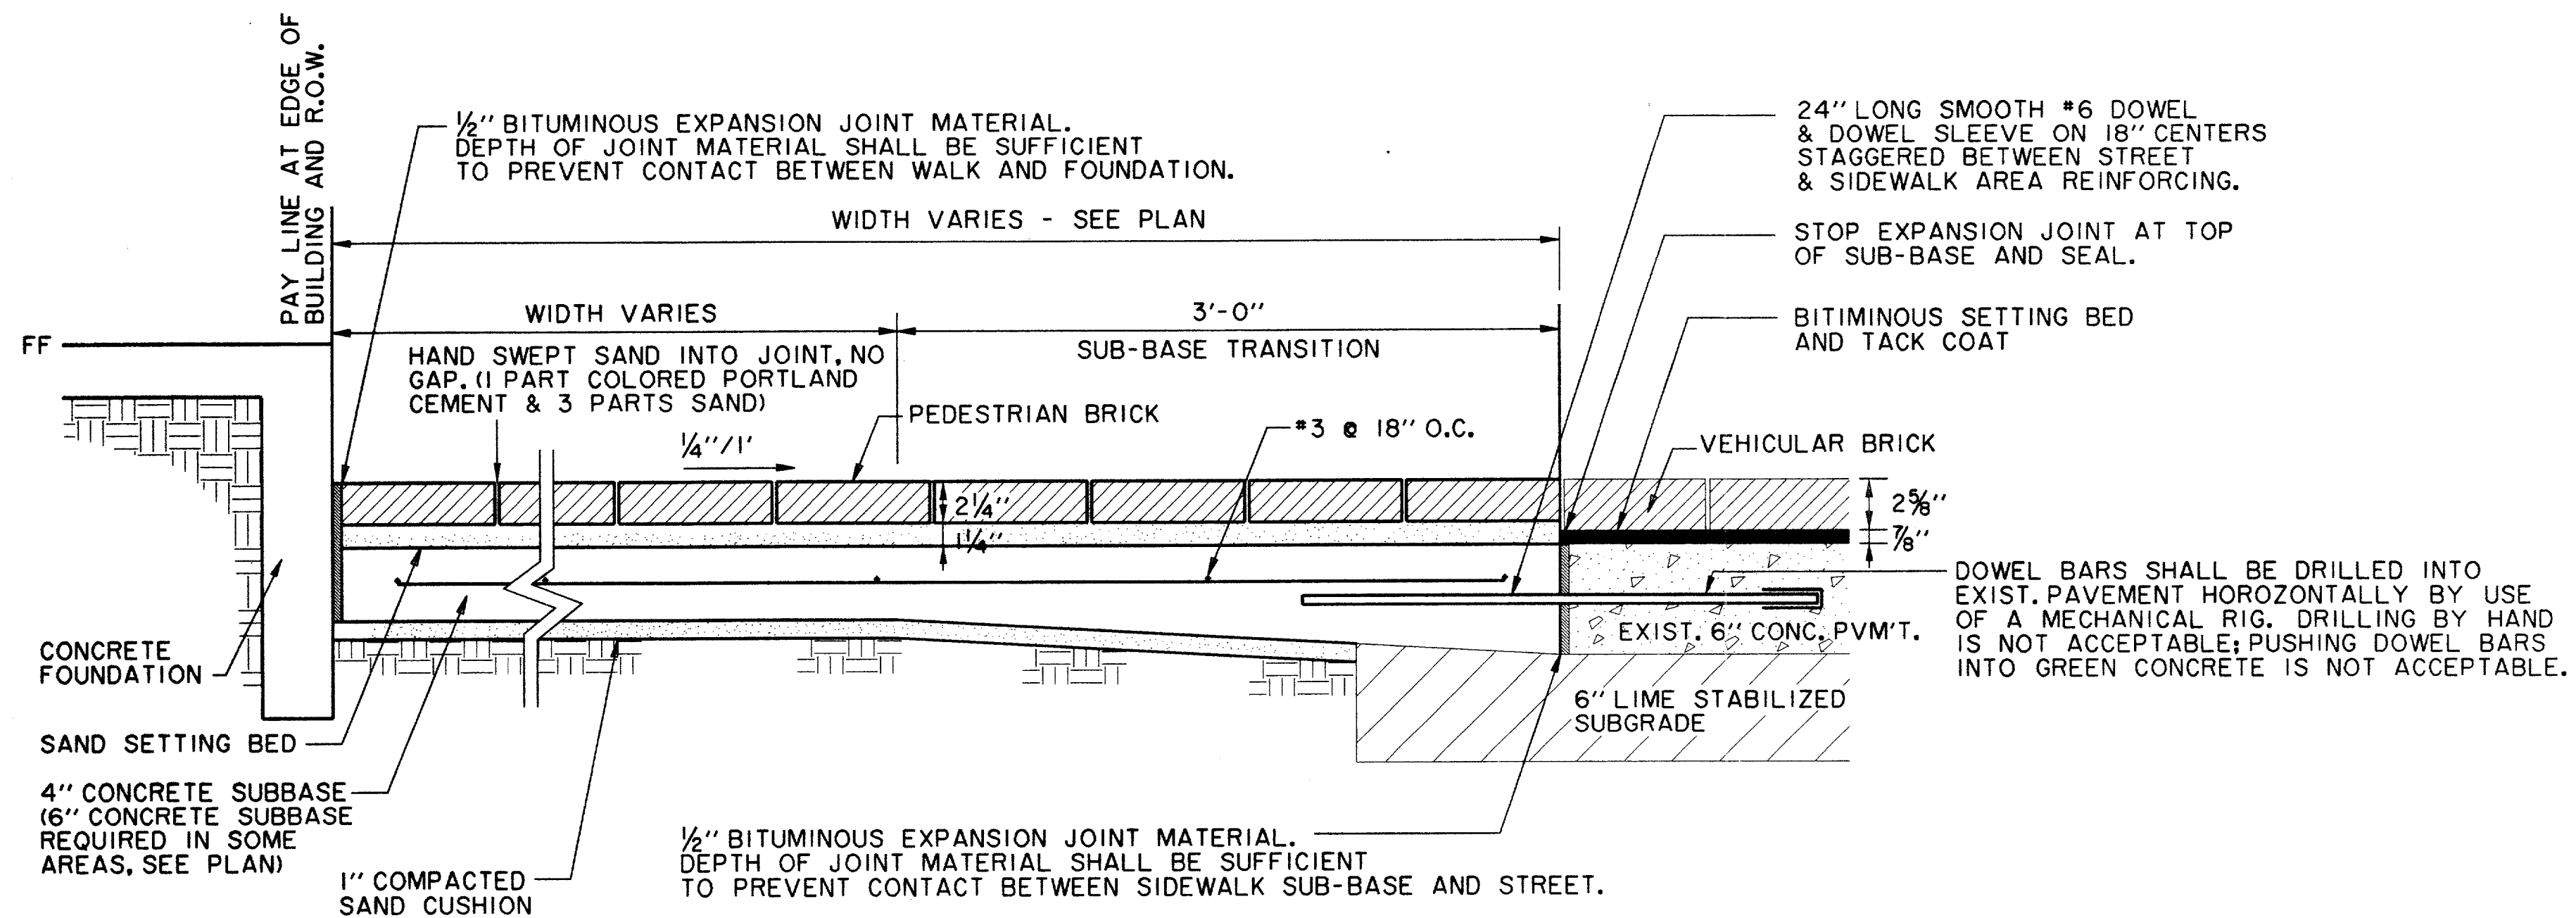 PAY LINE AT EDGE OF
BUILDING AND R.O.W.
½" BITUMINOUS EXPANSION JOINT MATERIAL.
DEPTH OF JOINT MATERIAL SHALL BE SUFFICIENT
TO PREVENT CONTACT BETWEEN WALK AND FOUNDATION.
24" LONG SMOOTH #6 DOWEL
& DOWEL SLEEVE ON 18" CENTERS
STAGGERED BETWEEN STREET
& SIDEWALK AREA REINFORCING.
WIDTH VARIES - SEE PLAN
STOP EXPANSION JOINT AT TOP
OF SUB-BASE AND SEAL.
WIDTH VARIES
3'-0"
SUB-BASE TRANSITION
BITIMINOUS SETTING BED
AND TACK COAT
FF
HAND SWEPT SAND INTO JOINT, NO
GAP. (1 PART COLORED PORTLAND
CEMENT & 3 PARTS SAND)
PEDESTRIAN BRICK
¼"/1'
#3 @ 18" O.C.
VEHICULAR BRICK
2¼"
1¼"
2⅝"
⅞"
DOWEL BARS SHALL BE DRILLED INTO
EXIST. PAVEMENT HOROZONTALLY BY USE
OF A MECHANICAL RIG. DRILLING BY HAND
IS NOT ACCEPTABLE; PUSHING DOWEL BARS
INTO GREEN CONCRETE IS NOT ACCEPTABLE.
EXIST. 6" CONC. PVM'T.
CONCRETE
FOUNDATION
6" LIME STABILIZED
SUBGRADE
SAND SETTING BED
4" CONCRETE SUBBASE
(6" CONCRETE SUBBASE
REQUIRED IN SOME
AREAS, SEE PLAN)
1" COMPACTED
SAND CUSHION
½" BITUMINOUS EXPANSION JOINT MATERIAL.
DEPTH OF JOINT MATERIAL SHALL BE SUFFICIENT
TO PREVENT CONTACT BETWEEN SIDEWALK SUB-BASE AND STREET.